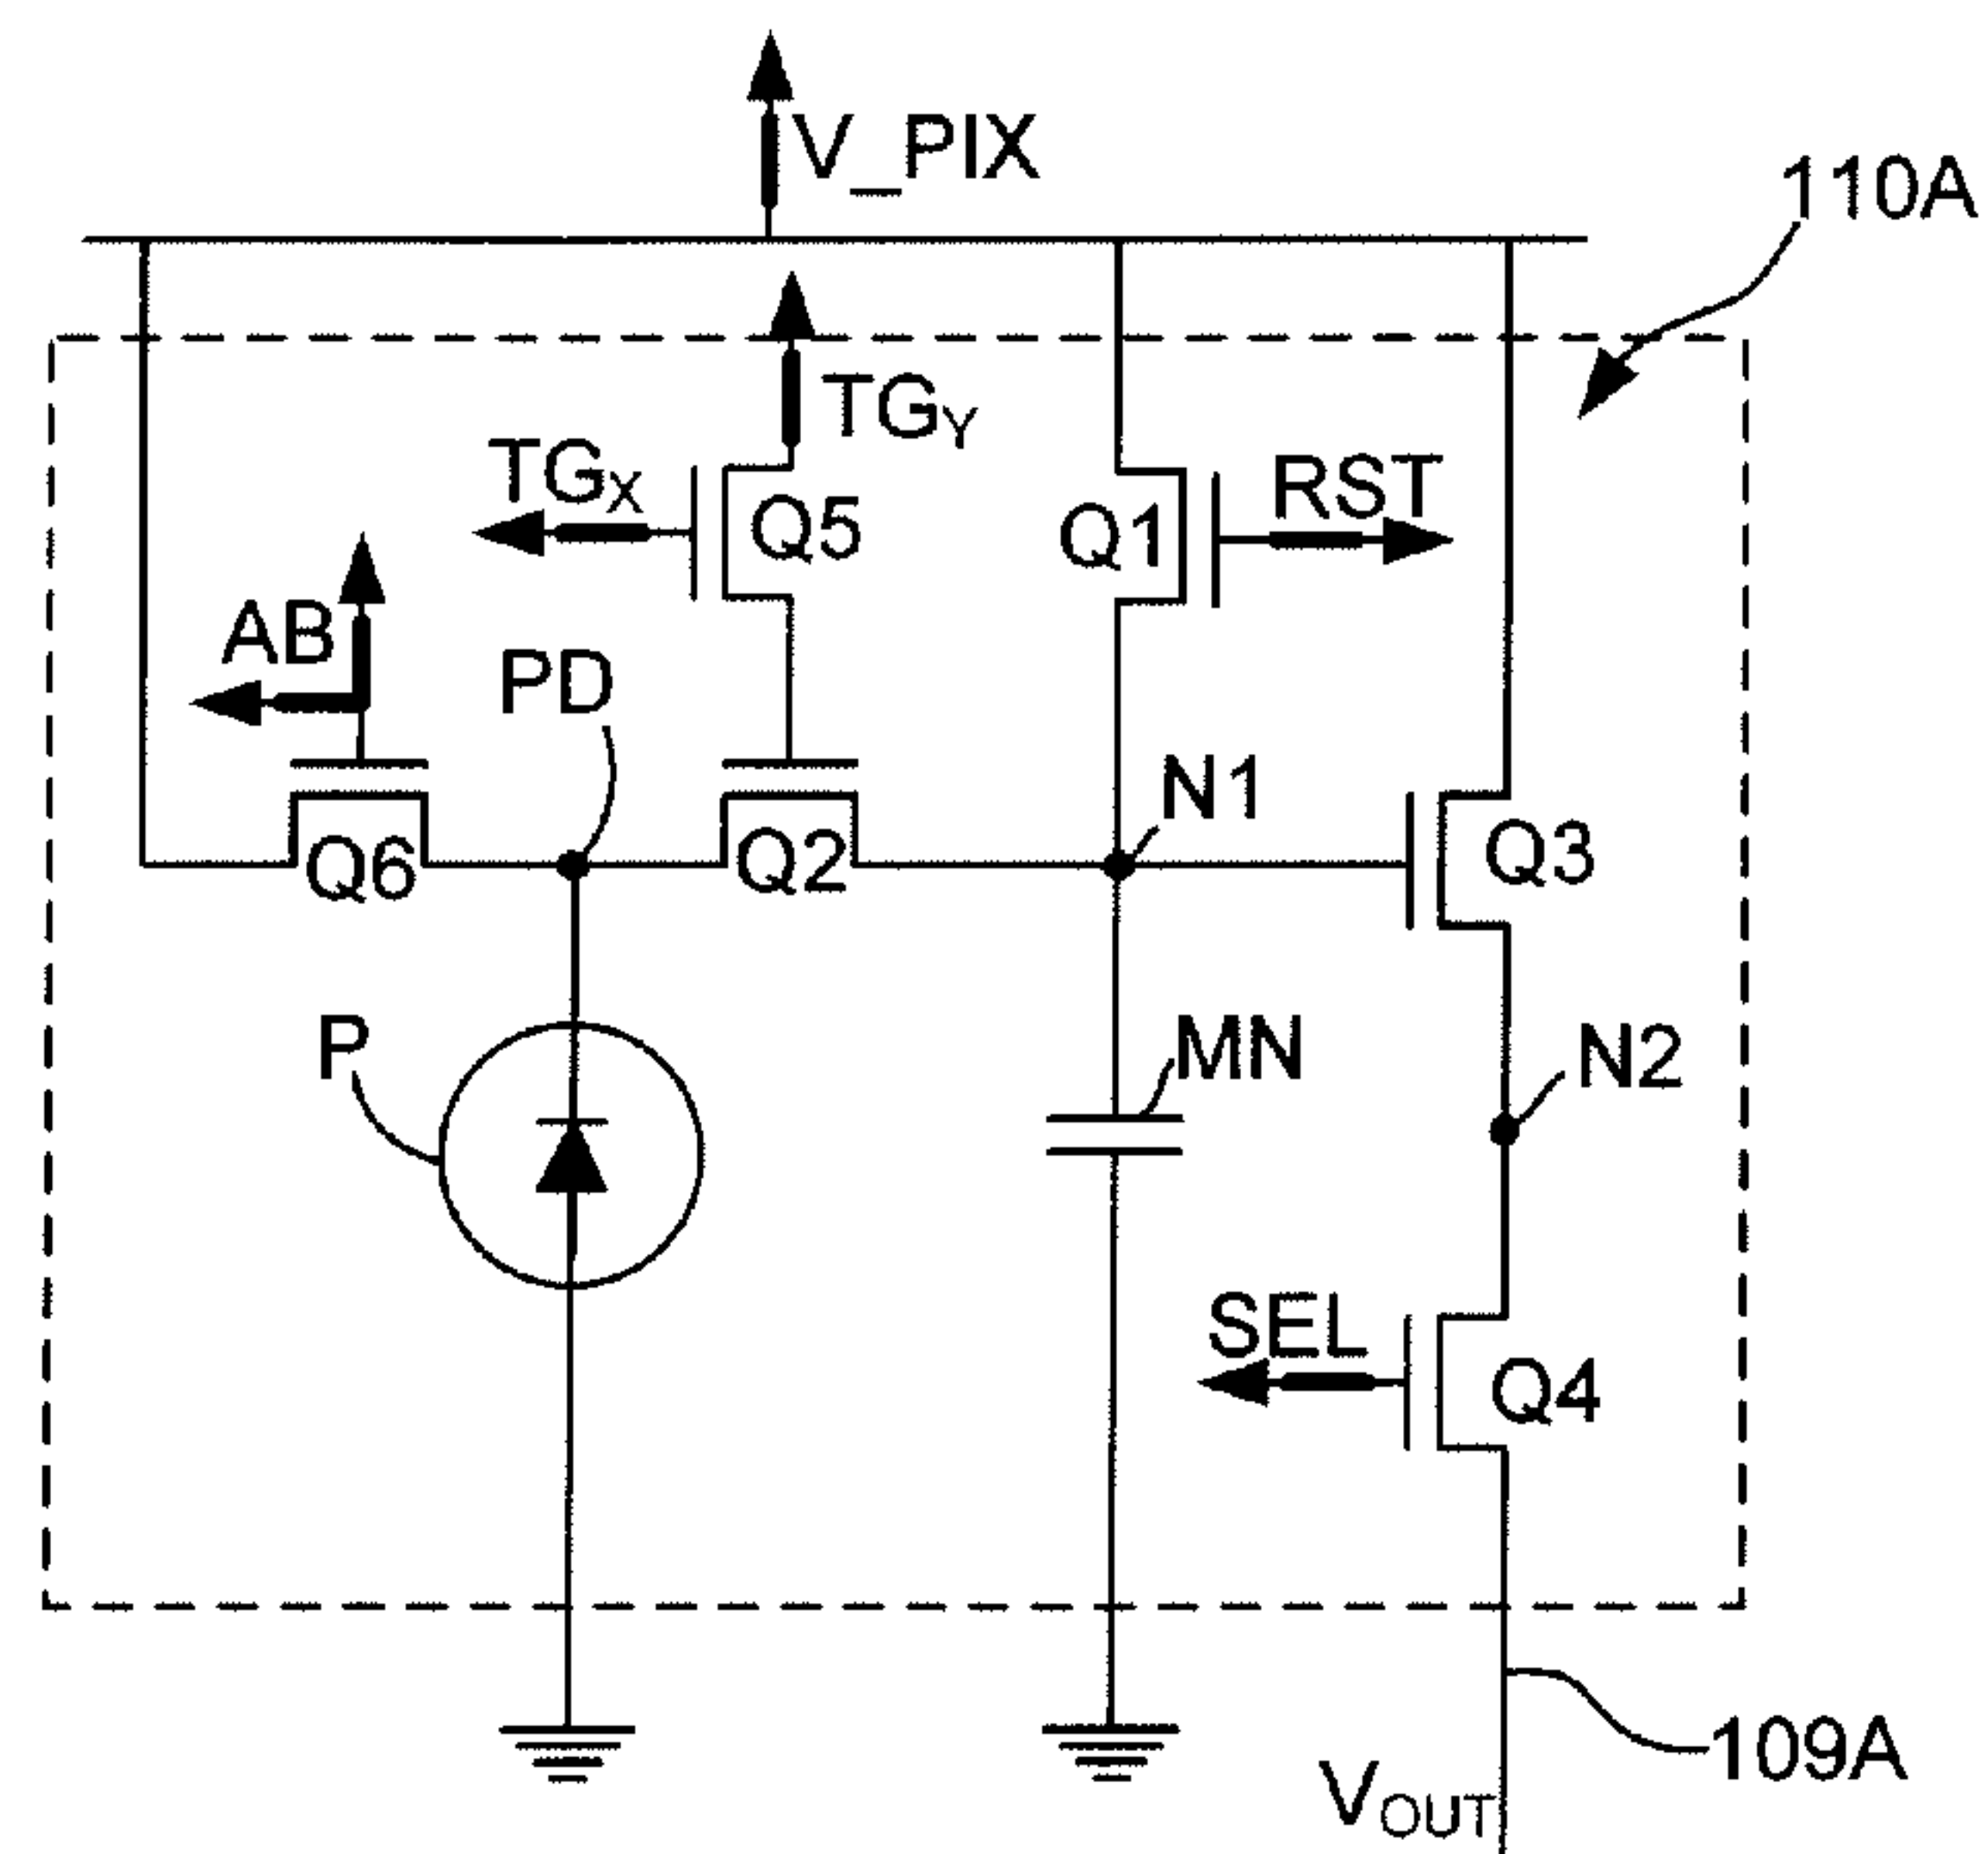 V_PIX
110A
TGY
TGX
Q5
Q1
RST
AB
PD
N1
Q6
Q2
Q3
P
MN
N2
SEL
Q4
109A
VOUT